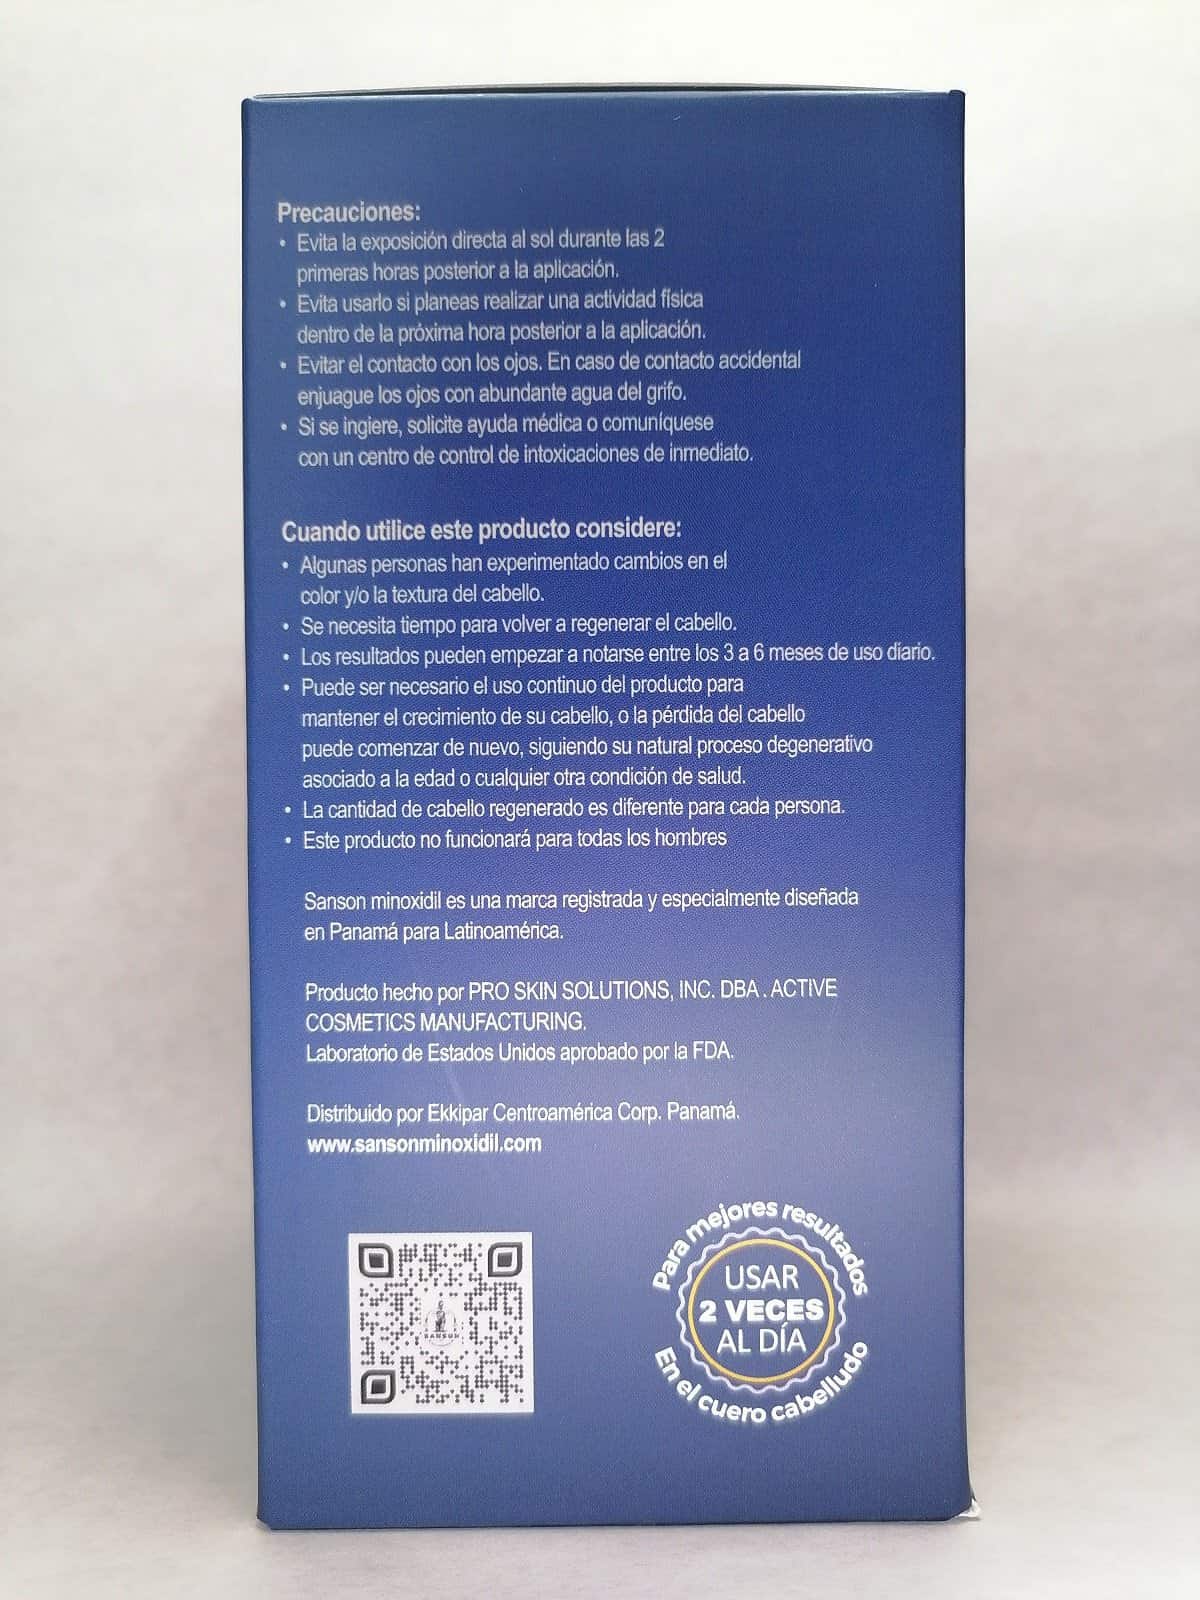 Precauciones:
• Evita la exposición directa al sol durante las 2
primeras horas posterior a la aplicación.
• Evita usarlo si planeas realizar una actividad física
dentro de la próxima hora posterior a la aplicación.
• Evitar el contacto con los ojos. En caso de contacto accidental
enjuague los ojos con abundante agua del grifo.
• Si se ingiere, solicite ayuda médica o comuníquese
con un centro de control de intoxicaciones de inmediato.
Cuando utilice este producto considere:
• Algunas personas han experimentado cambios en el
color y/o la textura del cabello.
• Se necesita tiempo para volver a regenerar el cabello.
• Los resultados pueden empezar a notarse entre los 3 a 6 meses de uso diario.
• Puede ser necesario el uso continuo del producto para
mantener el crecimiento de su cabello, o la pérdida del cabello
puede comenzar de nuevo, siguiendo su natural proceso degenerativo
asociado a la edad o cualquier otra condición de salud.
• La cantidad de cabello regenerado es diferente para cada persona.
• Este producto no funcionará para todas los hombres
Sanson minoxidil es una marca registrada y especialmente diseñada
en Panamá para Latinoamérica.
Producto hecho por PRO SKIN SOLUTIONS, INC. DBA . ACTIVE
COSMETICS MANUFACTURING.
Laboratorio de Estados Unidos aprobado por la FDA.
Distribuido por Ekkipar Centroamérica Corp. Panamá.
www.sansonminoxidil.com
SANSON
Para mejores resultados
USAR
2 VECES
AL DÍA
En el cuero cabelludo